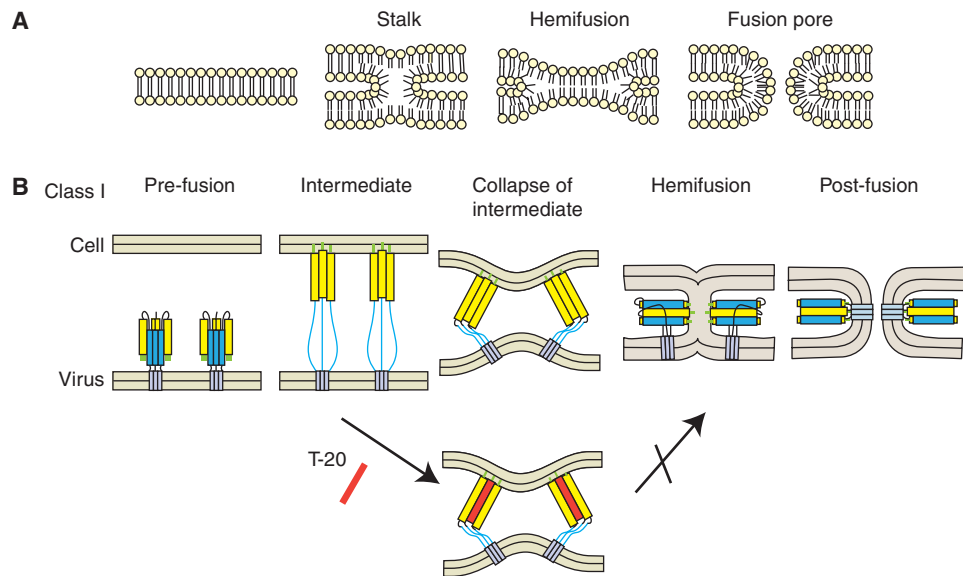 A
Stalk
Hemifusion
Fusion pore
B
Class I
Pre-fusion
Intermediate
Collapse of
intermediate
Hemifusion
Post-fusion
Cell
Virus
T-20